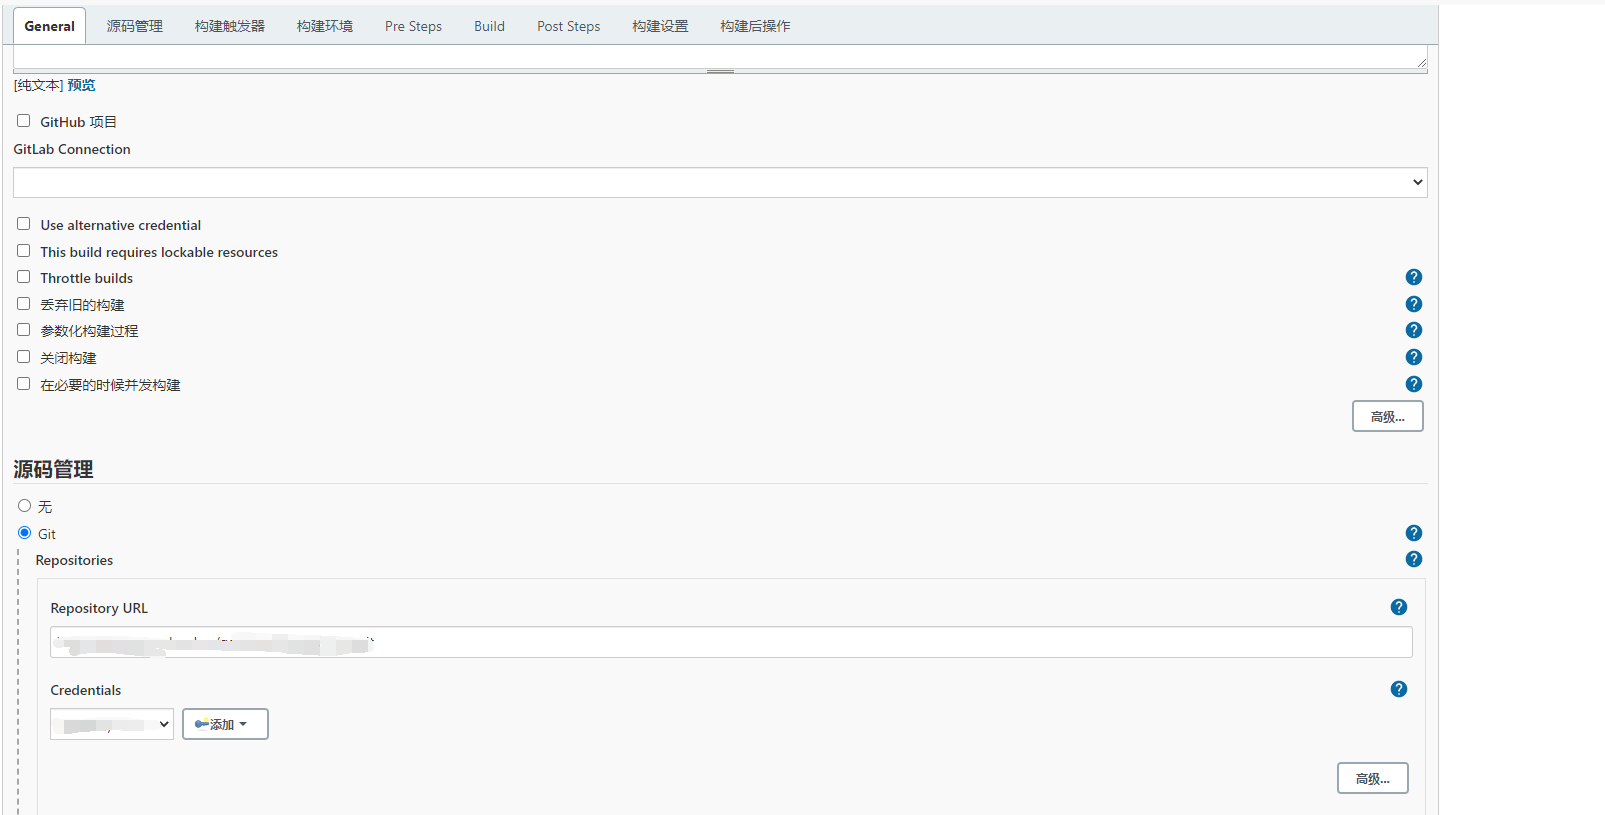 General 源码管理 构建触发器 构建环境 Pre Steps Build Post Steps 构建设置 构建后操作
[纯文本] 预览
GitHub 项目
GitLab Connection
Use alternative credential
This build requires lockable resources
Throttle builds ?
丢弃旧的构建 ?
参数化构建过程 ?
关闭构建 ?
在必要的时候并发构建 ?
高级...
源码管理
无
Git ?
Repositories ?
Repository URL ?
Credentials ?
添加
高级...